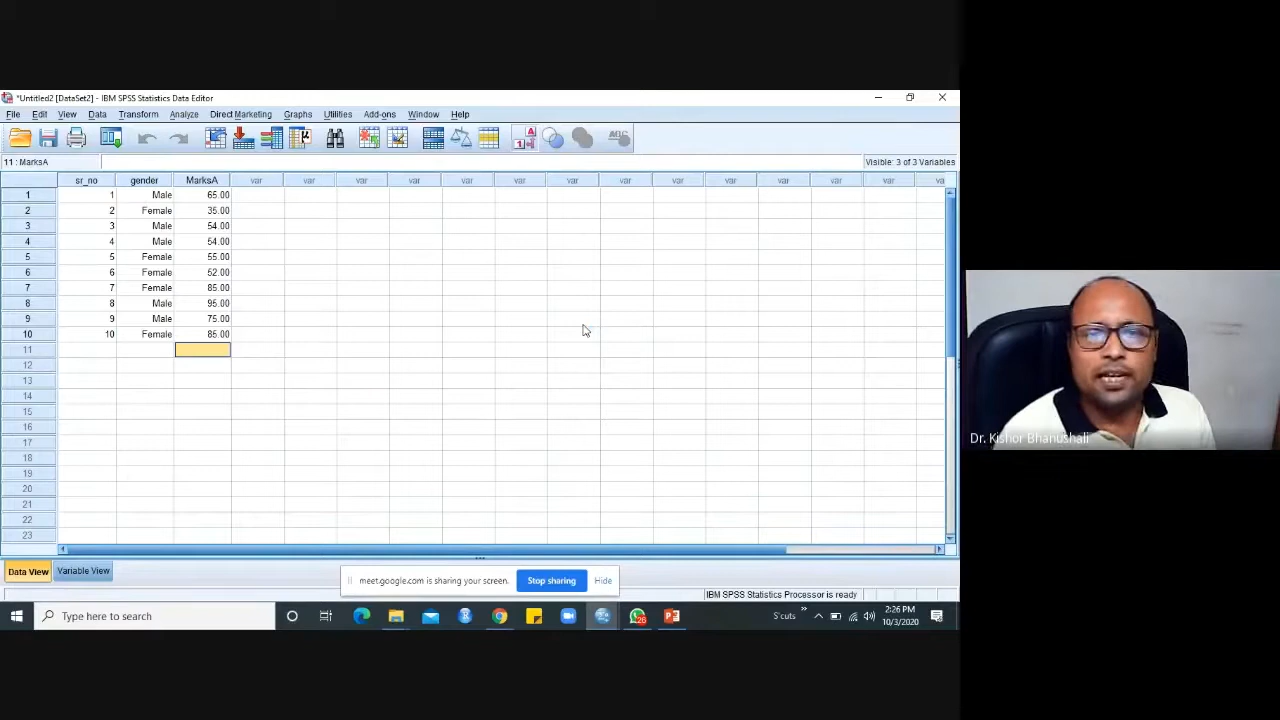 *Untitled2 [DataSet2] - IBM SPSS Statistics Data Editor
File Edit View Data Transform Analyze Direct Marketing Graphs Utilities Add-ons Window Help
11 : MarksA Visible: 3 of 3 Variables
sr_no gender MarksA var var var var var var var var var var var var var va
1 1 Male 65.00
2 2 Female 35.00
3 3 Male 54.00
4 4 Male 54.00
5 5 Female 55.00
6 6 Female 52.00
7 7 Female 85.00
8 8 Male 95.00
9 9 Male 75.00
10 10 Female 85.00
11
12
13
14
15
16
17
18
19
20
21
22
23
Dr. Kishor Bhanushali
Data View Variable View
meet.google.com is sharing your screen. Stop sharing Hide
IBM SPSS Statistics Processor is ready
Type here to search
S'cuts
2:26 PM
10/3/2020